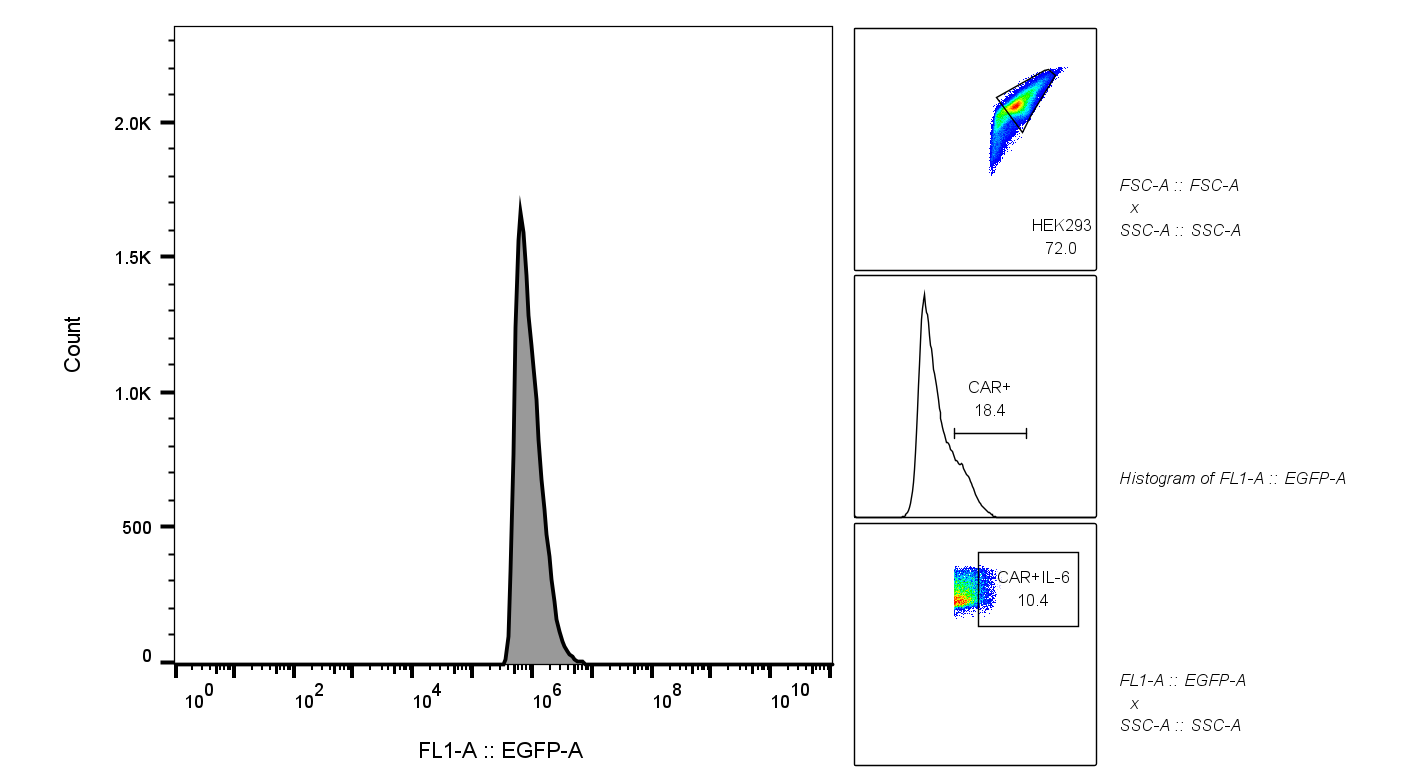 2.0K
1.5K
1.0K
500
0
Count
10^0
10^2
10^4
10^6
10^8
10^10
FL1-A :: EGFP-A
HEK293
72.0
FSC-A :: FSC-A
x
SSC-A :: SSC-A
CAR+
18.4
Histogram of FL1-A :: EGFP-A
CAR+IL-6
10.4
FL1-A :: EGFP-A
x
SSC-A :: SSC-A